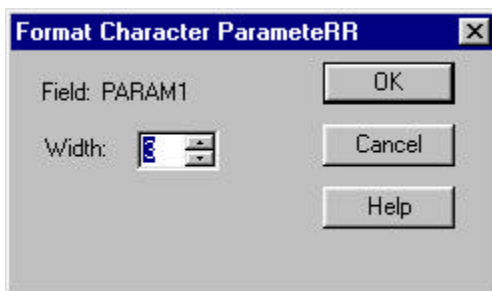 Format Character ParameteRR
Field: PARAM1
OK
Width: 3
Cancel
Help